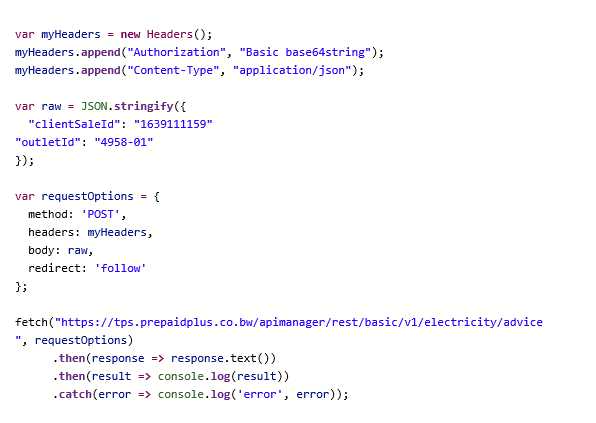 var myHeaders = new Headers();
myHeaders.append("Authorization", "Basic base64string");
myHeaders.append("Content-Type", "application/json");

var raw = JSON.stringify({
  "clientSaleId": "1639111159"
"outletId": "4958-01"
});

var requestOptions = {
  method: 'POST',
  headers: myHeaders,
  body: raw,
  redirect: 'follow'
};

fetch("https://tps.prepaidplus.co.bw/apimanager/rest/basic/v1/electricity/advice
", requestOptions)
      .then(response => response.text())
      .then(result => console.log(result))
      .catch(error => console.log('error', error));